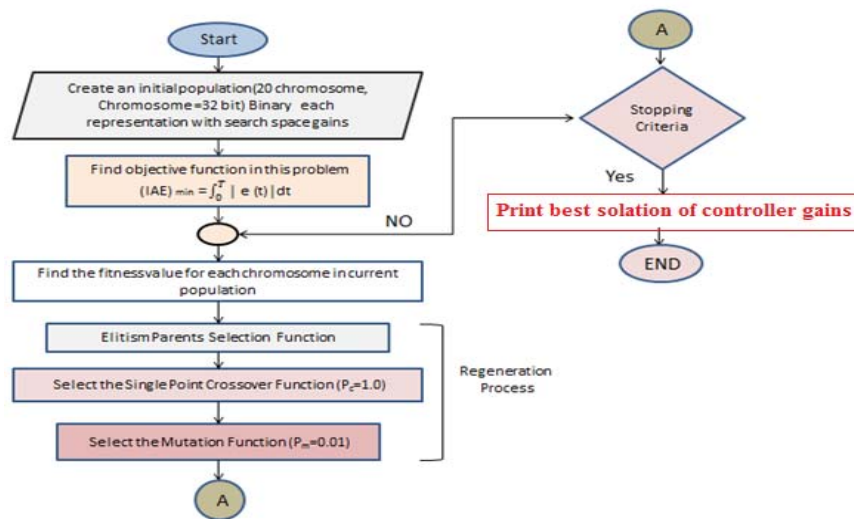 Start
Create an initial population(20 chromosome,
Chromosome=32 bit) Binary each
representation with search space gains
Find objective function in this problem
(IAE) min = ∫₀ᵀ | e (t) | dt
NO
Find the fitness value for each chromosome in current
population
Elitism Parents Selection Function
Select the Single Point Crossover Function (Pc=1.0)
Select the Mutation Function (Pm=0.01)
A
Regeneration
Process
A
Stopping
Criteria
Yes
Print best solation of controller gains
END